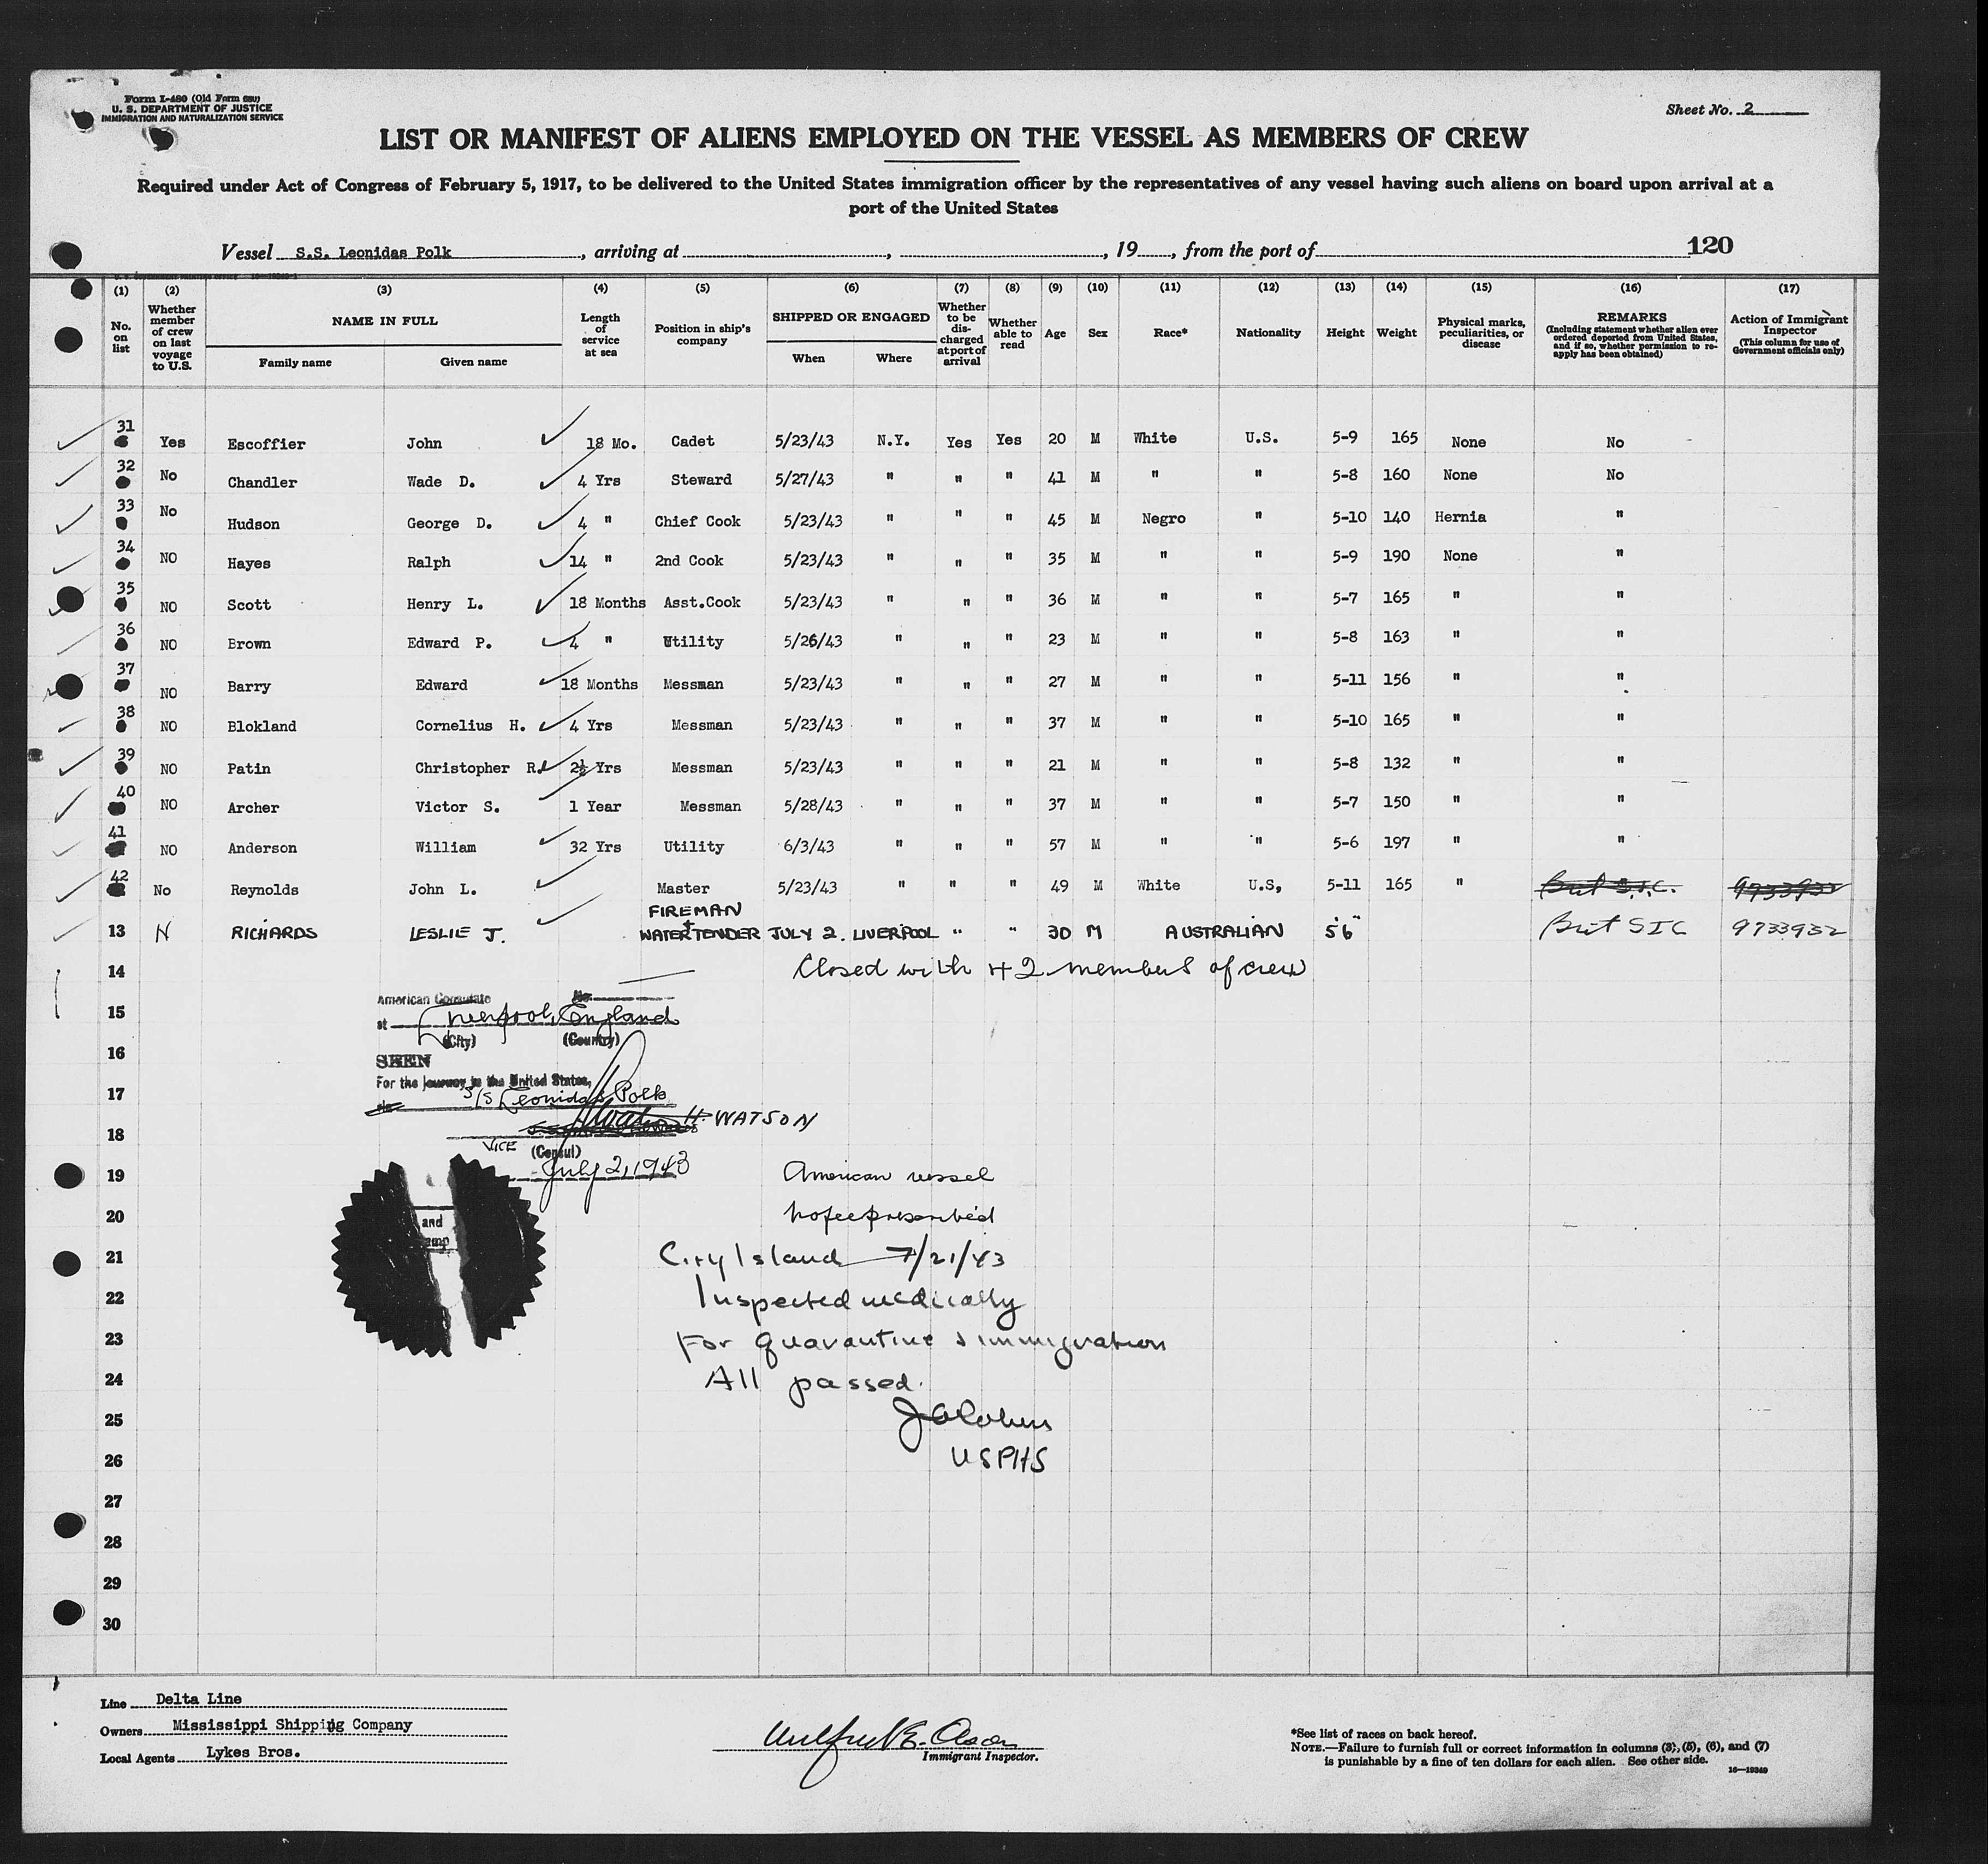 Form I-480 (Old Form 680)
U. S. DEPARTMENT OF JUSTICE
IMMIGRATION AND NATURALIZATION SERVICE
Sheet No. 2
LIST OR MANIFEST OF ALIENS EMPLOYED ON THE VESSEL AS MEMBERS OF CREW
Required under Act of Congress of February 5, 1917, to be delivered to the United States immigration officer by the representatives of any vessel having such aliens on board upon arrival at a
port of the United States
Vessel S.S. Leonidas Polk, arriving at , , 19 , from the port of 120
(1) (2) (3) (4) (5) (6) (7) (8) (9) (10) (11) (12) (13) (14) (15) (16) (17)
No. on list Whether member of crew on last voyage to U.S. NAME IN FULL Family name Given name Length of service at sea Position in ship's company SHIPPED OR ENGAGED When Where Whether to be discharged at port of arrival Whether able to read Age Sex Race* Nationality Height Weight Physical marks, peculiarities, or disease REMARKS (Including statement whether alien ever ordered deported from United States, and if so, whether permission to re-apply has been obtained) Action of Immigrant Inspector (This column for use of Government officials only)
31 Yes Escoffier John 18 Mo. Cadet 5/23/43 N.Y. Yes Yes 20 M White U.S. 5-9 165 None No
32 No Chandler Wade D. 4 Yrs Steward 5/27/43 " " " 41 M " " 5-8 160 None No
33 No Hudson George D. 4 " Chief Cook 5/23/43 " " " 45 M Negro " 5-10 140 Hernia "
34 NO Hayes Ralph 14 " 2nd Cook 5/23/43 " " " 35 M " " 5-9 190 None "
35 NO Scott Henry L. 18 Months Asst.Cook 5/23/43 " " " 36 M " " 5-7 165 " "
36 NO Brown Edward P. 4 " Utility 5/26/43 " " " 23 M " " 5-8 163 " "
37 NO Barry Edward 18 Months Messman 5/23/43 " " " 27 M " " 5-11 156 " "
38 NO Blokland Cornelius H. 4 Yrs Messman 5/23/43 " " " 37 M " " 5-10 165 " "
39 NO Patin Christopher R. 2½ Yrs Messman 5/23/43 " " " 21 M " " 5-8 132 " "
40 NO Archer Victor S. 1 Year Messman 5/28/43 " " " 37 M " " 5-7 150 " "
41 NO Anderson William 32 Yrs Utility 6/3/43 " " " 57 M " " 5-6 197 " "
42 No Reynolds John L. Master 5/23/43 " " " 49 M White U.S, 5-11 165 " Brit S.I.C. 9733932
13 N RICHARDS LESLIE J. FIREMAN + WATERTENDER JULY 2. LIVERPOOL " " 30 M AUSTRALIAN 5'6" Brit SIC 9733932
14 Closed with 42 members of crew
American Consulate No.
15 at Liverpool, England
(City) (Country)
16 SEEN
For the journey to the United States,
17 S/S Leonidas Polk
H. WATSON
18 VICE (Consul)
July 2, 1943
19 American vessel
20 no fee prescribed
and
21 City Island 7/21/43
22 Inspected medically
23 For quarantine & immigration
24 All passed.
25
26 USPHS
27
28
29
30
Line Delta Line
Owners Mississippi Shipping Company
Local Agents Lykes Bros.
Immigrant Inspector.
*See list of races on back hereof.
NOTE.—Failure to furnish full or correct information in columns (3), (5), (6), and (7)
is punishable by a fine of ten dollars for each alien. See other side.
16—19349